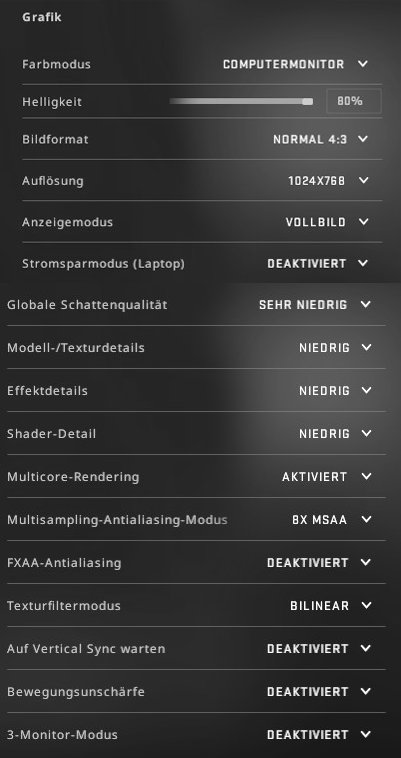 Grafik
Farbmodus COMPUTERMONITOR
Helligkeit 80%
Bildformat NORMAL 4:3
Auflösung 1024X768
Anzeigemodus VOLLBILD
Stromsparmodus (Laptop) DEAKTIVIERT
Globale Schattenqualität SEHR NIEDRIG
Modell-/Texturdetails NIEDRIG
Effektdetails NIEDRIG
Shader-Detail NIEDRIG
Multicore-Rendering AKTIVIERT
Multisampling-Antialiasing-Modus 8X MSAA
FXAA-Antialiasing DEAKTIVIERT
Texturfiltermodus BILINEAR
Auf Vertical Sync warten DEAKTIVIERT
Bewegungsunschärfe DEAKTIVIERT
3-Monitor-Modus DEAKTIVIERT